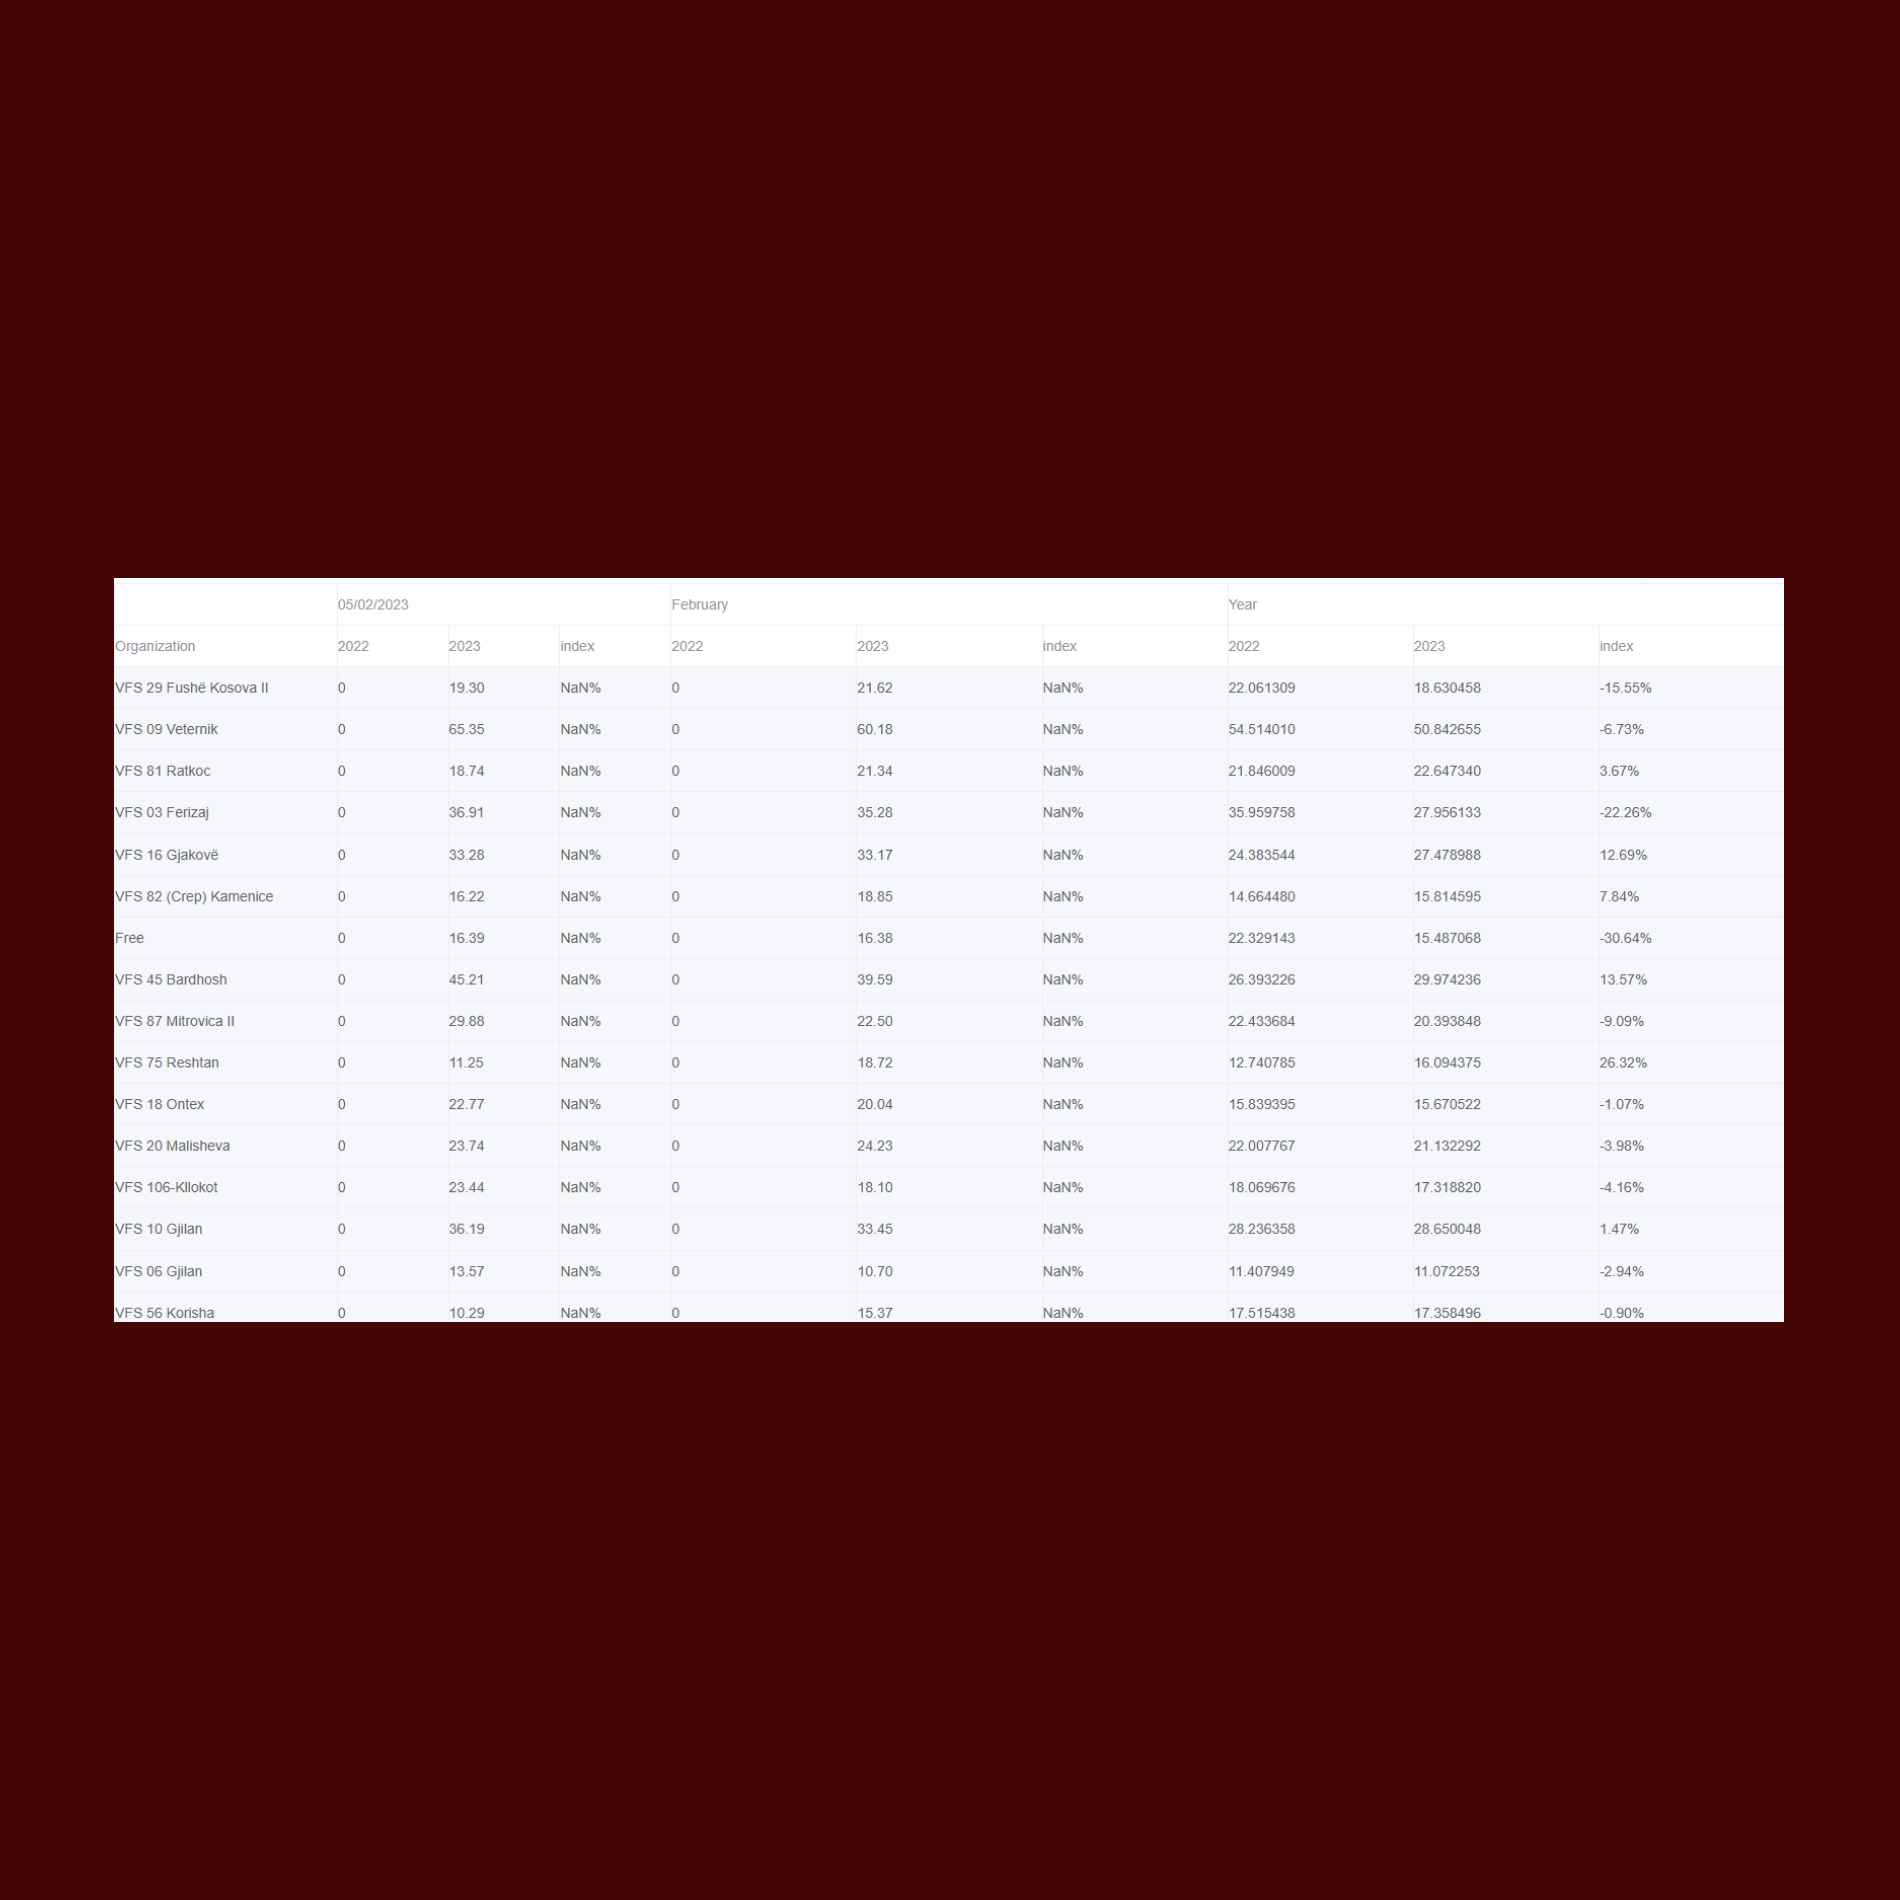 05/02/2023 February Year
Organization 2022 2023 index 2022 2023 index 2022 2023 index
VFS 29 Fushë Kosova II 0 19.30 NaN% 0 21.62 NaN% 22.061309 18.630458 -15.55%
VFS 09 Veternik 0 65.35 NaN% 0 60.18 NaN% 54.514010 50.842655 -6.73%
VFS 81 Ratkoc 0 18.74 NaN% 0 21.34 NaN% 21.846009 22.647340 3.67%
VFS 03 Ferizaj 0 36.91 NaN% 0 35.28 NaN% 35.959758 27.956133 -22.26%
VFS 16 Gjakovë 0 33.28 NaN% 0 33.17 NaN% 24.383544 27.478988 12.69%
VFS 82 (Crep) Kamenice 0 16.22 NaN% 0 18.85 NaN% 14.664480 15.814595 7.84%
Free 0 16.39 NaN% 0 16.38 NaN% 22.329143 15.487068 -30.64%
VFS 45 Bardhosh 0 45.21 NaN% 0 39.59 NaN% 26.393226 29.974236 13.57%
VFS 87 Mitrovica II 0 29.88 NaN% 0 22.50 NaN% 22.433684 20.393848 -9.09%
VFS 75 Reshtan 0 11.25 NaN% 0 18.72 NaN% 12.740785 16.094375 26.32%
VFS 18 Ontex 0 22.77 NaN% 0 20.04 NaN% 15.839395 15.670522 -1.07%
VFS 20 Malisheva 0 23.74 NaN% 0 24.23 NaN% 22.007767 21.132292 -3.98%
VFS 106-Kllokot 0 23.44 NaN% 0 18.10 NaN% 18.069676 17.318820 -4.16%
VFS 10 Gjilan 0 36.19 NaN% 0 33.45 NaN% 28.236358 28.650048 1.47%
VFS 06 Gjilan 0 13.57 NaN% 0 10.70 NaN% 11.407949 11.072253 -2.94%
VFS 56 Korisha 0 10.29 NaN% 0 15.37 NaN% 17.515438 17.358496 -0.90%